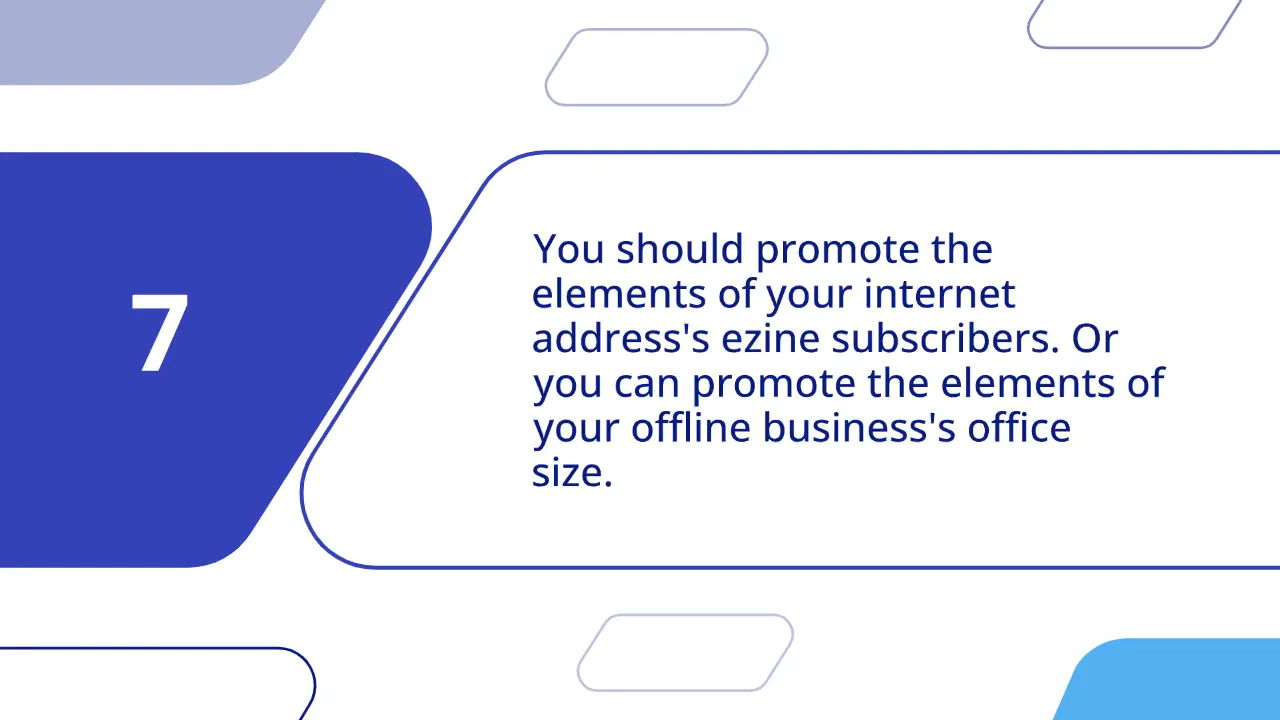 7
You should promote the
elements of your internet
address's ezine subscribers. Or
you can promote the elements of
your offline business's office
size.